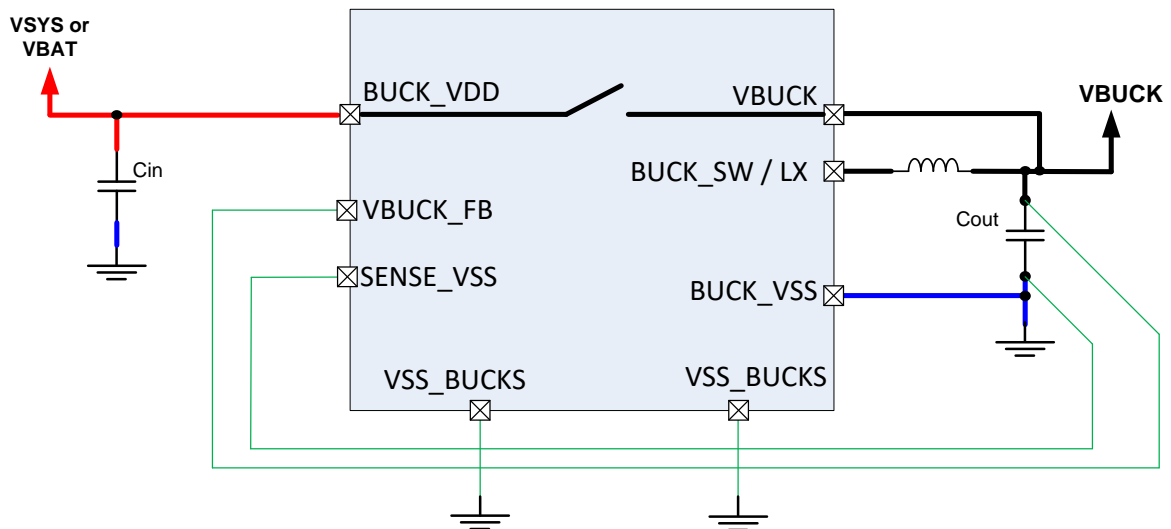 VSYS or
VBAT
BUCK_VDD
VBUCK
VBUCK
BUCK_SW / LX
Cin
VBUCK_FB
Cout
SENSE_VSS
BUCK_VSS
VSS_BUCKS
VSS_BUCKS